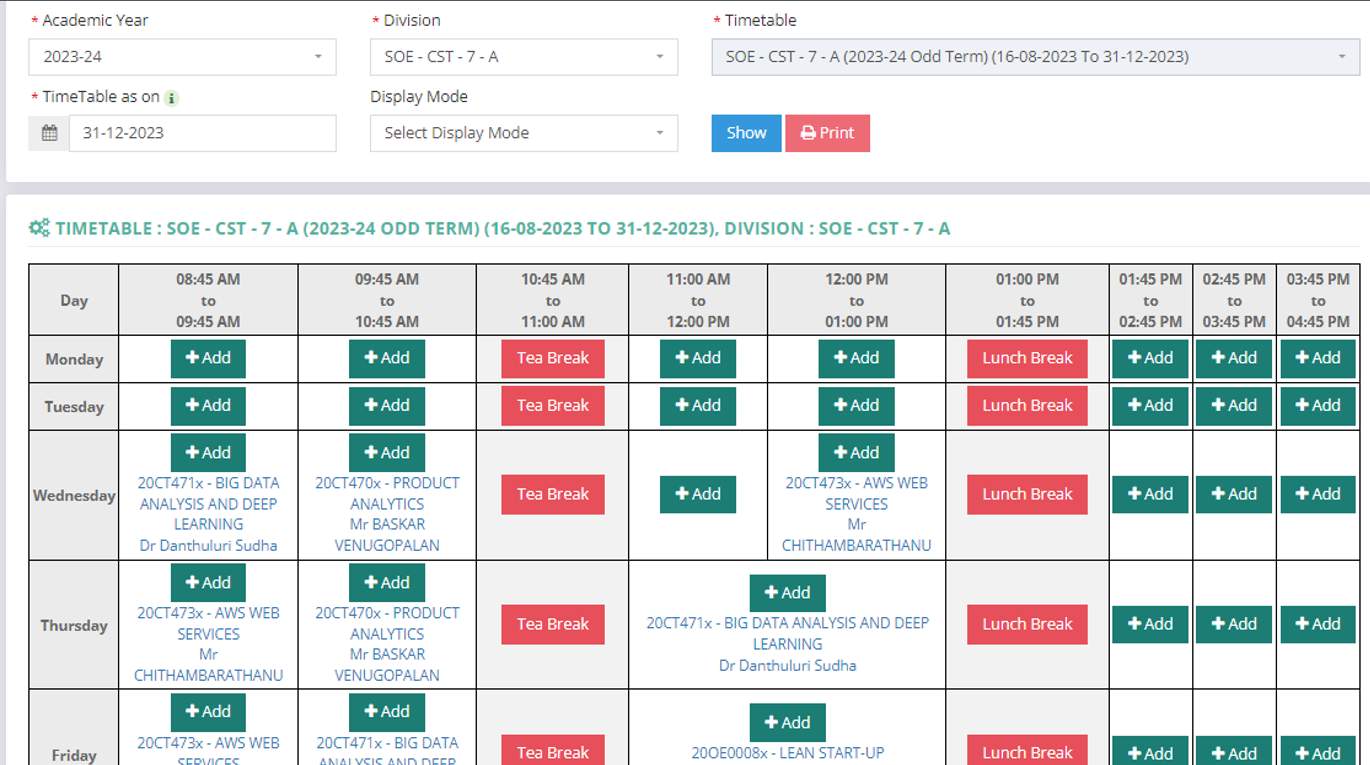 * Academic Year
* Division
* Timetable
2023-24
SOE - CST - 7 - A
SOE - CST - 7 - A (2023-24 Odd Term) (16-08-2023 To 31-12-2023)
* TimeTable as on i
Display Mode
31-12-2023
Select Display Mode
Show
Print
TIMETABLE : SOE - CST - 7 - A (2023-24 ODD TERM) (16-08-2023 TO 31-12-2023), DIVISION : SOE - CST - 7 - A
Day
08:45 AM
to
09:45 AM
09:45 AM
to
10:45 AM
10:45 AM
to
11:00 AM
11:00 AM
to
12:00 PM
12:00 PM
to
01:00 PM
01:00 PM
to
01:45 PM
01:45 PM
to
02:45 PM
02:45 PM
to
03:45 PM
03:45 PM
to
04:45 PM
Monday
+ Add
+ Add
Tea Break
+ Add
+ Add
Lunch Break
+ Add
+ Add
+ Add
Tuesday
+ Add
+ Add
Tea Break
+ Add
+ Add
Lunch Break
+ Add
+ Add
+ Add
Wednesday
+ Add
20CT471x - BIG DATA
ANALYSIS AND DEEP
LEARNING
Dr Danthuluri Sudha
+ Add
20CT470x - PRODUCT
ANALYTICS
Mr BASKAR
VENUGOPALAN
Tea Break
+ Add
+ Add
20CT473x - AWS WEB
SERVICES
Mr
CHITHAMBARATHANU
Lunch Break
+ Add
+ Add
+ Add
Thursday
+ Add
20CT473x - AWS WEB
SERVICES
Mr
CHITHAMBARATHANU
+ Add
20CT470x - PRODUCT
ANALYTICS
Mr BASKAR
VENUGOPALAN
Tea Break
+ Add
20CT471x - BIG DATA ANALYSIS AND DEEP
LEARNING
Dr Danthuluri Sudha
Lunch Break
+ Add
+ Add
+ Add
Friday
+ Add
20CT473x - AWS WEB
SERVICES
+ Add
20CT471x - BIG DATA
ANALYSIS AND DEEP
Tea Break
+ Add
20OE0008x - LEAN START-UP
Lunch Break
+ Add
+ Add
+ Add